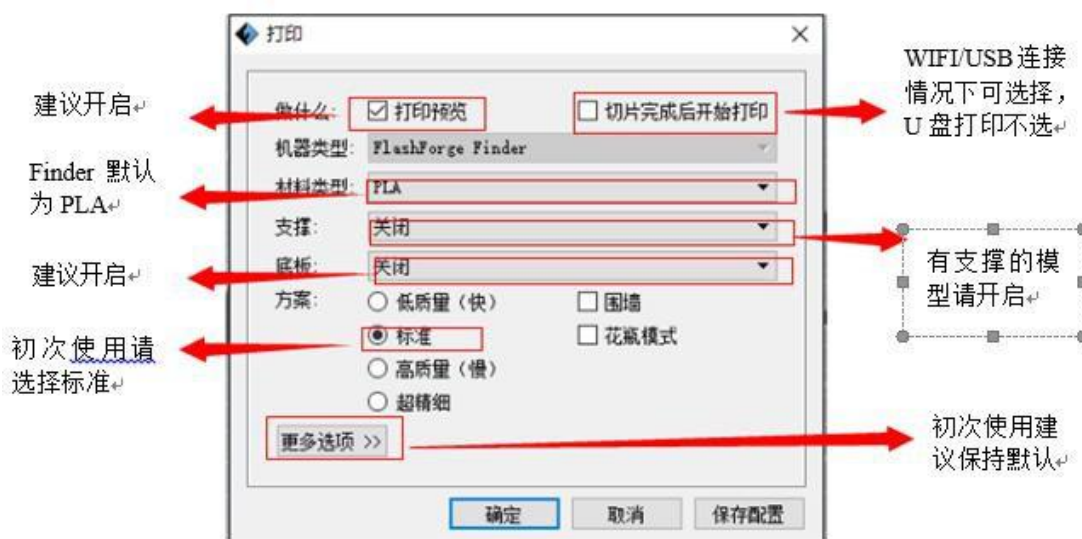 打印
WIFI/USB 连接
情况下可选择，
U 盘打印不选
建议开启
做什么: 打印预览 切片完成后开始打印
机器类型: FlashForge Finder
Finder 默认
为 PLA
材料类型: PLA
支撑: 关闭
有支撑的模
型请开启
建议开启
底板: 关闭
方案: 低质量（快） 围墙
标准 花瓶模式
初次使用请
选择标准
高质量（慢）
超精细
更多选项 >>
初次使用建
议保持默认
确定 取消 保存配置